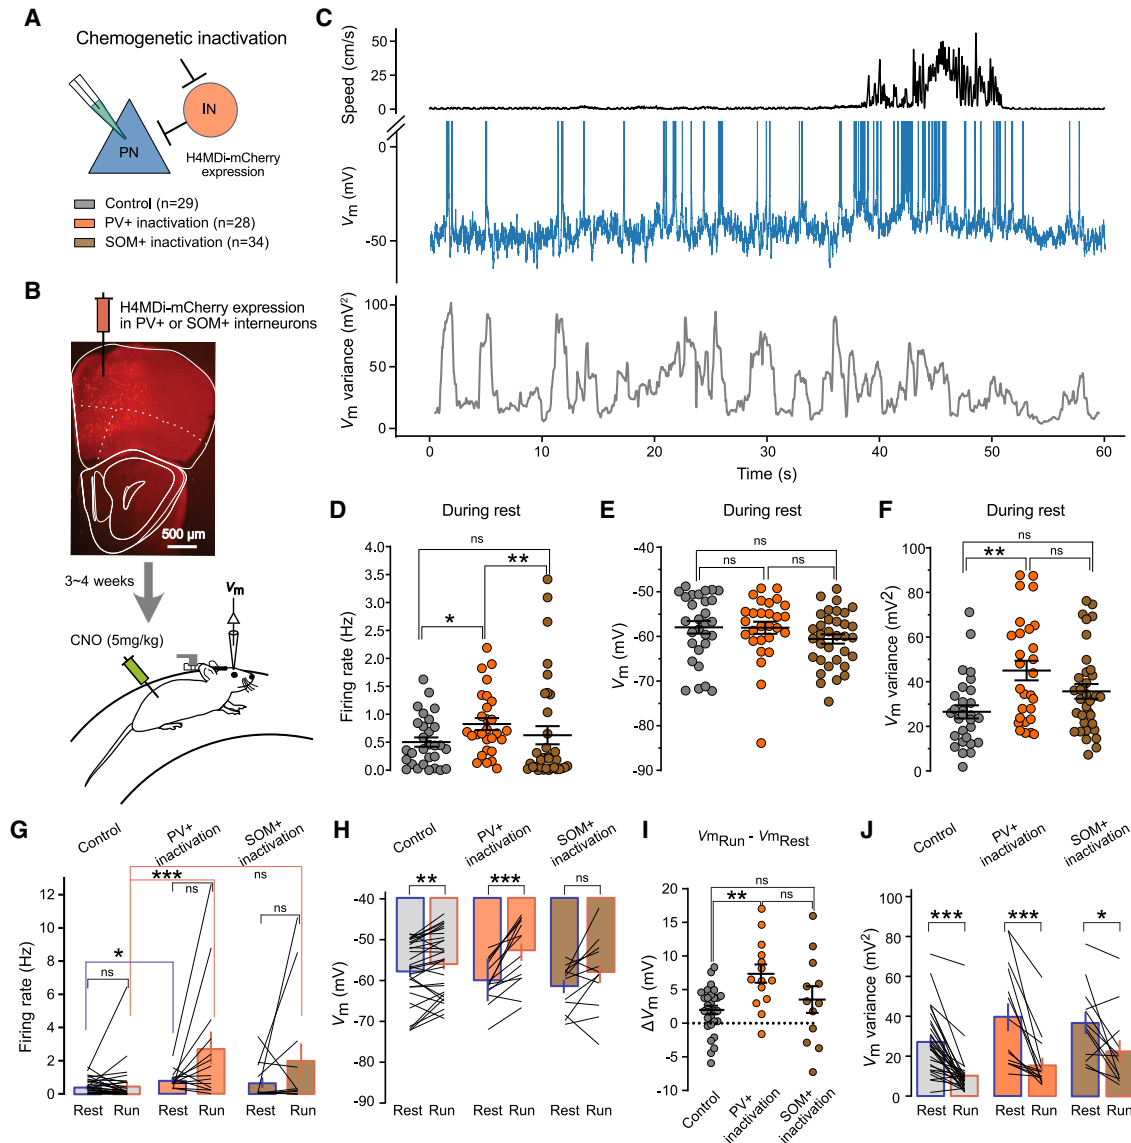 A
Chemogenetic inactivation
IN
PN
H4MDi-mCherry
expression
Control (n=29)
PV+ inactivation (n=28)
SOM+ inactivation (n=34)
B
H4MDi-mCherry expression
in PV+ or SOM+ interneurons
500 µm
3~4 weeks
CNO (5mg/kg)
Vm
C
Speed (cm/s)
50
25
0
Vm (mV)
0
-50
Vm variance (mV²)
100
50
0
0 10 20 30 40 50 60
Time (s)
D
During rest
ns
**
*
Firing rate (Hz)
4.0
3.5
3.0
2.5
2.0
1.5
1.0
0.5
0.0
E
During rest
ns
ns ns
Vm (mV)
-40
-50
-60
-70
-80
-90
F
During rest
ns
** ns
Vm variance (mV²)
100
80
60
40
20
0
G
Control
PV+
inactivation
SOM+
inactivation
*** ns
ns
ns
*
ns
Firing rate (Hz)
12
10
8
6
4
2
0
Rest Run Rest Run Rest Run
H
Control
PV+
inactivation
SOM+
inactivation
** *** ns
Vm (mV)
-40
-50
-60
-70
-80
-90
Rest Run Rest Run Rest Run
I
VmRun - VmRest
ns
** ns
ΔVm (mV)
20
15
10
5
0
-5
-10
Control
PV+
inactivation
SOM+
inactivation
J
Control
PV+
inactivation
SOM+
inactivation
*** *** *
Vm variance (mV²)
100
80
60
40
20
0
Rest Run Rest Run Rest Run